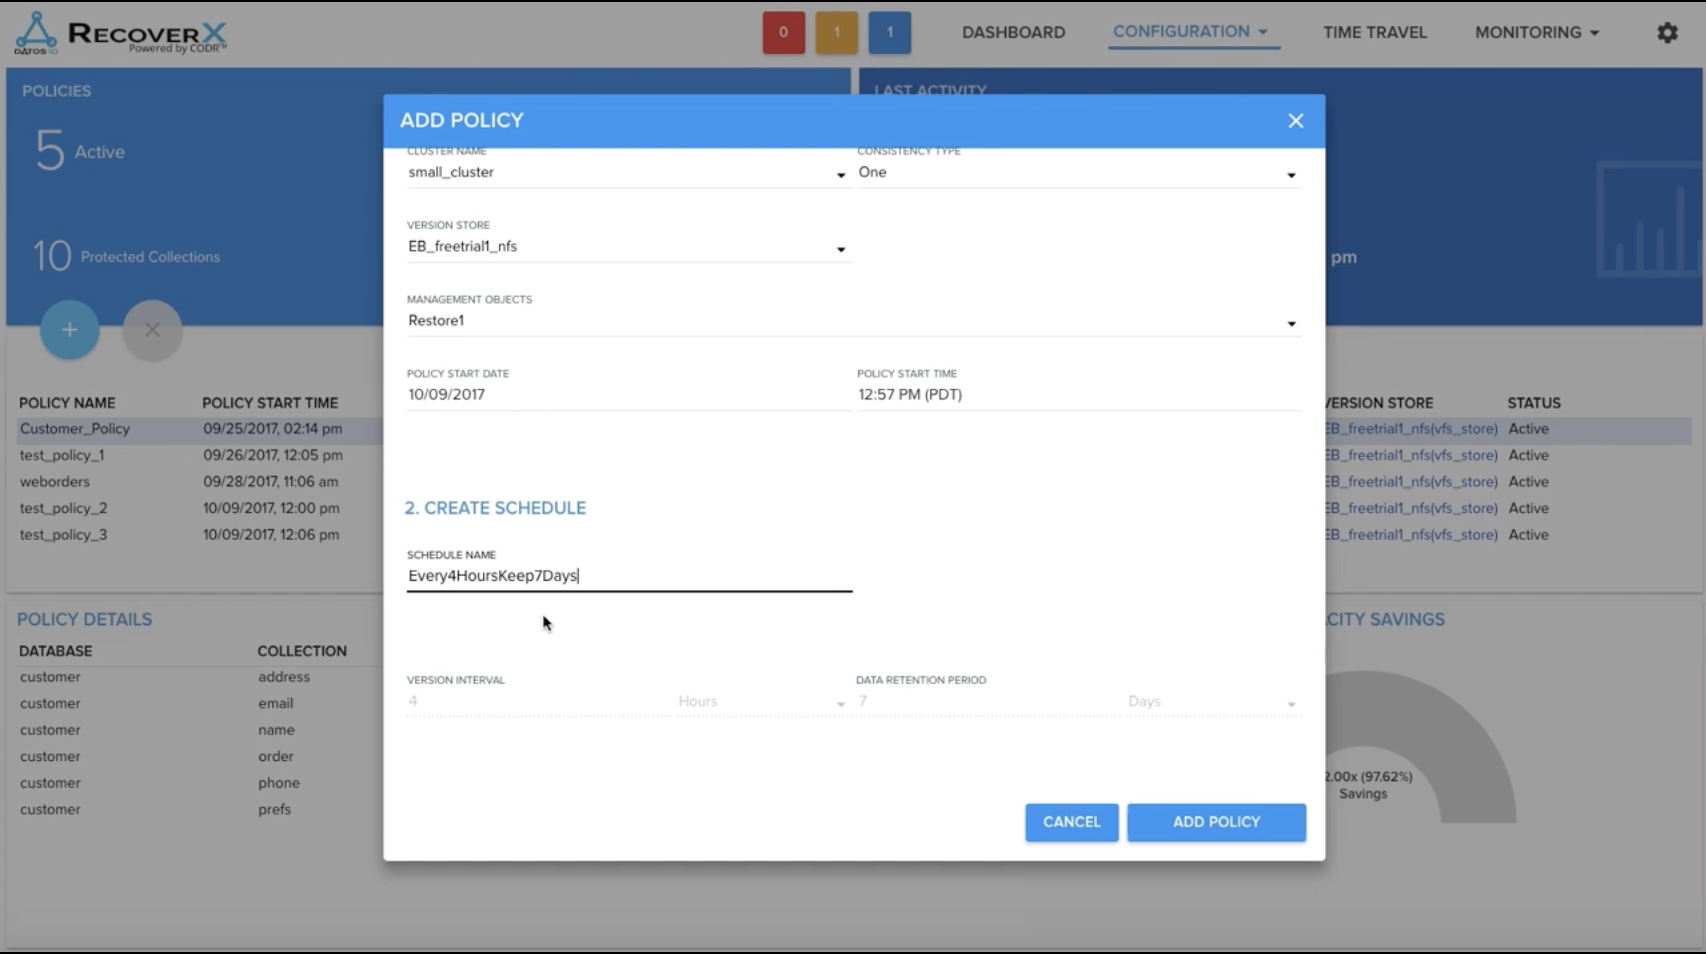 DATOS IO
RECOVERX
Powered by CODR™
0
1
1
DASHBOARD
CONFIGURATION
TIME TRAVEL
MONITORING
POLICIES
LAST ACTIVITY
5 Active
10 Protected Collections
pm
+
×
POLICY NAME POLICY START TIME VERSION STORE STATUS
Customer_Policy 09/25/2017, 02:14 pm EB_freetrial1_nfs(vfs_store) Active
test_policy_1 09/26/2017, 12:05 pm EB_freetrial1_nfs(vfs_store) Active
weborders 09/28/2017, 11:06 am EB_freetrial1_nfs(vfs_store) Active
test_policy_2 10/09/2017, 12:00 pm EB_freetrial1_nfs(vfs_store) Active
test_policy_3 10/09/2017, 12:06 pm EB_freetrial1_nfs(vfs_store) Active
POLICY DETAILS
DATABASE COLLECTION
customer address
customer email
customer name
customer order
customer phone
customer prefs
CITY SAVINGS
2.00x (97.62%)
Savings
ADD POLICY
×
CLUSTER NAME CONSISTENCY TYPE
small_cluster One
VERSION STORE
EB_freetrial1_nfs
MANAGEMENT OBJECTS
Restore1
POLICY START DATE POLICY START TIME
10/09/2017 12:57 PM (PDT)
2. CREATE SCHEDULE
SCHEDULE NAME
Every4HoursKeep7Days
VERSION INTERVAL DATA RETENTION PERIOD
4 Hours 7 Days
CANCEL ADD POLICY